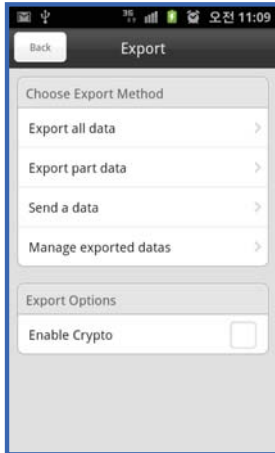 3G 오전 11:09
Back Export
Choose Export Method
Export all data
Export part data
Send a data
Manage exported datas
Export Options
Enable Crypto